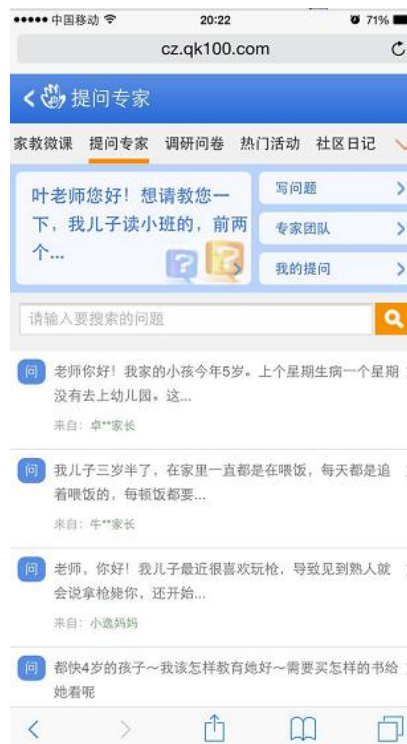 中国移动 20:22 71%
cz.qk100.com
提问专家
家教微课 提问专家 调研问卷 热门活动 社区日记
叶老师您好！想请教您一
下，我儿子读小班的，前两
个...
写问题
专家团队
我的提问
请输入要搜索的问题
问 老师你好！我家的小孩今年5岁。上个星期生病一个星期
没有去上幼儿园。这...
来自：卓**家长
问 我儿子三岁半了，在家里一直都是在喂饭，每天都是追
着喂饭的，每顿饭都要...
来自：牛**家长
问 老师，你好！我儿子最近很喜欢玩枪，导致见到熟人就
会说拿枪毙你，还开始...
来自：小逸妈妈
问 都快4岁的孩子～我该怎样教育她好～需要买怎样的书给
她看呢